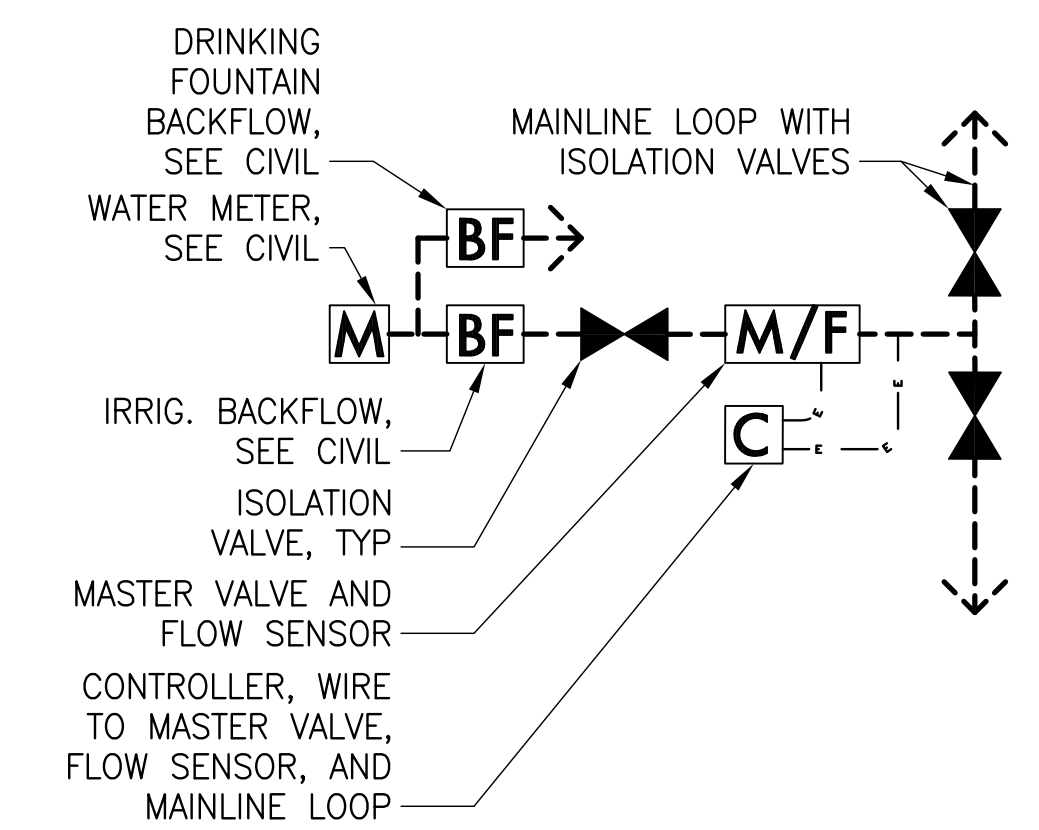 DRINKING
FOUNTAIN
BACKFLOW,
SEE CIVIL
MAINLINE LOOP WITH
ISOLATION VALVES
WATER METER,
SEE CIVIL
BF
M
BF
M/F
E
E
C
E
E
IRRIG. BACKFLOW,
SEE CIVIL
ISOLATION
VALVE, TYP
MASTER VALVE AND
FLOW SENSOR
CONTROLLER, WIRE
TO MASTER VALVE,
FLOW SENSOR, AND
MAINLINE LOOP